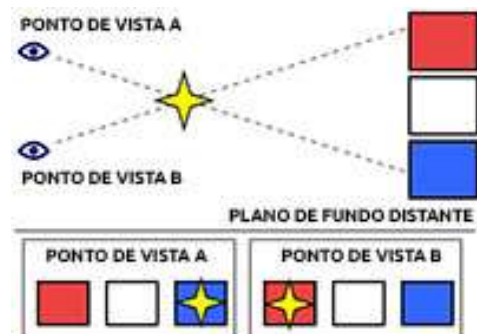 PONTO DE VISTA A
PONTO DE VISTA B
PLANO DE FUNDO DISTANTE
PONTO DE VISTA A
PONTO DE VISTA B